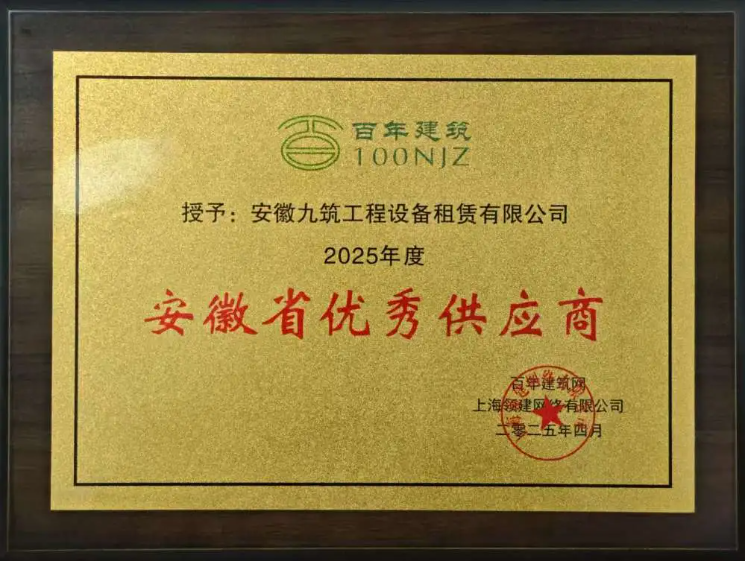 百年建筑
100NJZ
授予：安徽九筑工程设备租赁有限公司
2025年度
安徽省优秀供应商
百年建筑网
上海领建网络有限公司
二零二五年四月